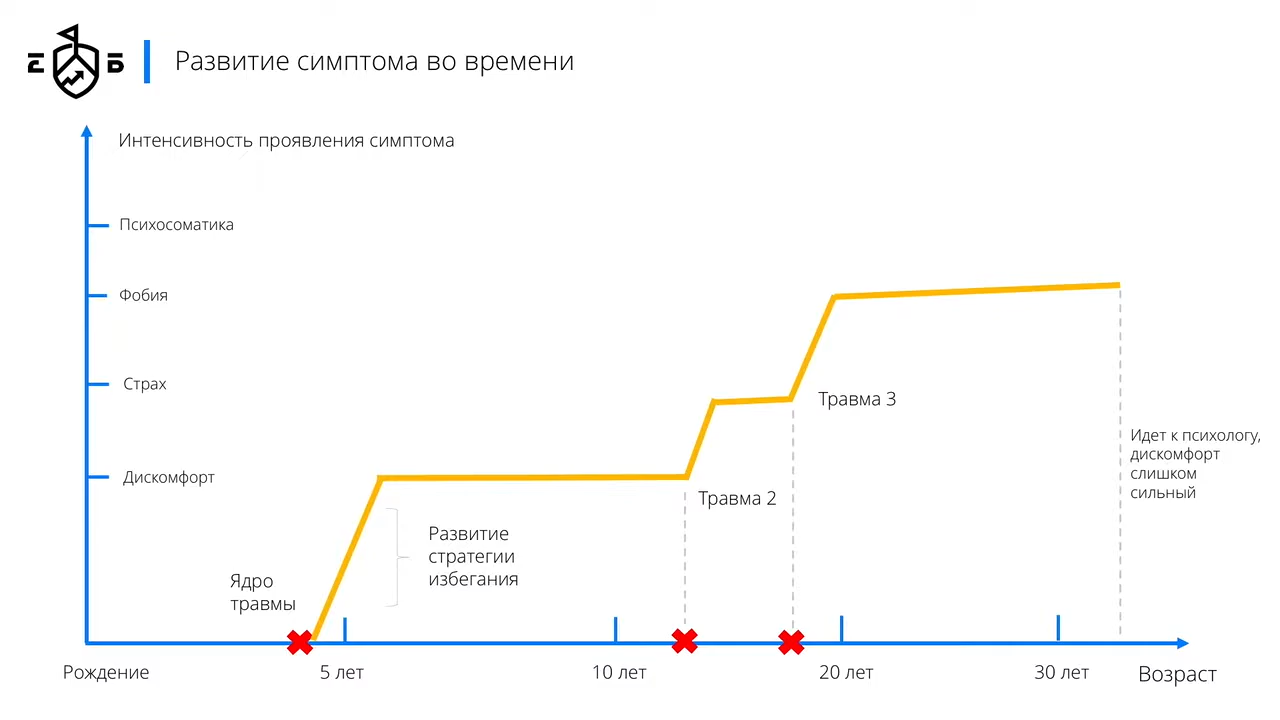 Е Б
Развитие симптома во времени
Интенсивность проявления симптома
Психосоматика
Фобия
Страх
Травма 3
Идет к психологу,
дискомфорт
слишком
сильный
Дискомфорт
Травма 2
Развитие
стратегии
избегания
Ядро
травмы
Рождение
5 лет
10 лет
20 лет
30 лет
Возраст